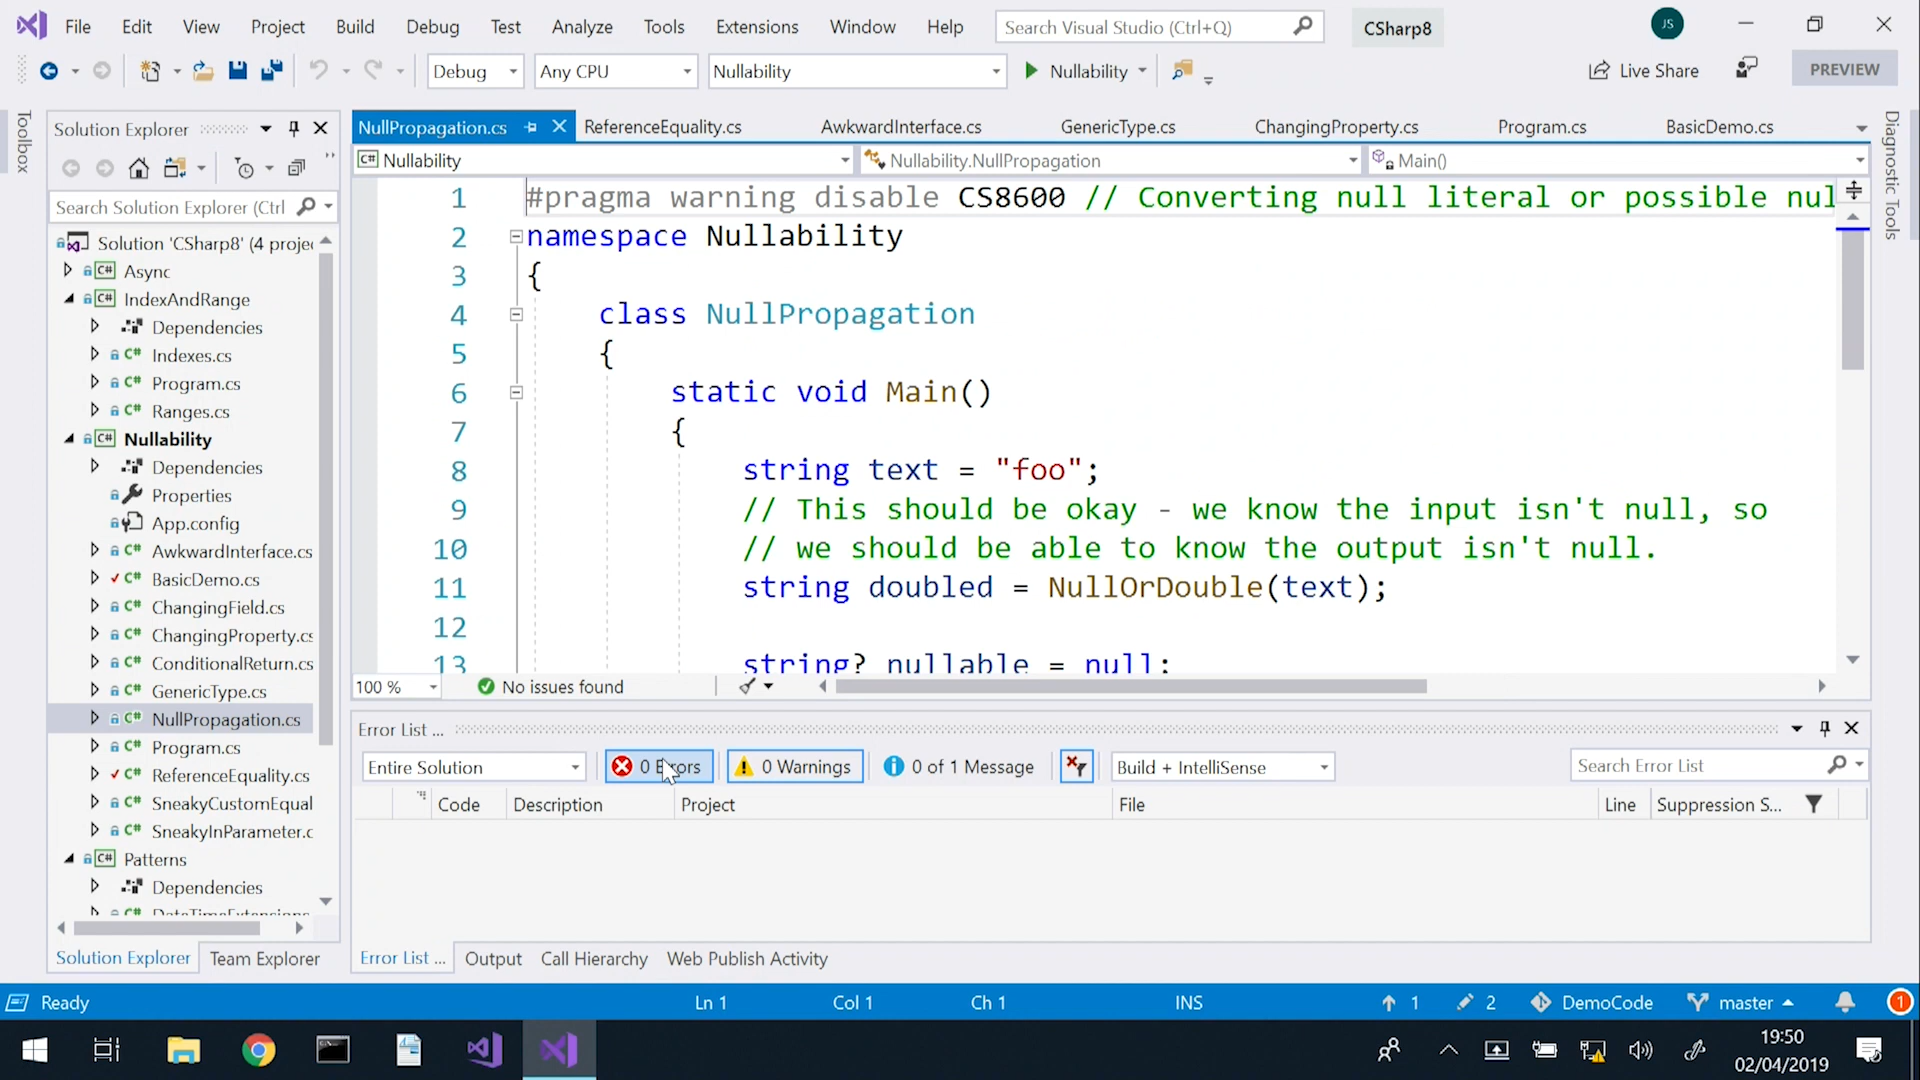 File Edit View Project Build Debug Test Analyze Tools Extensions Window Help Search Visual Studio (Ctrl+Q) CSharp8 JS
Debug Any CPU Nullability Nullability Live Share PREVIEW
Toolbox
Solution Explorer
Search Solution Explorer (Ctrl
Solution 'CSharp8' (4 proje
Async
IndexAndRange
Dependencies
Indexes.cs
Program.cs
Ranges.cs
Nullability
Dependencies
Properties
App.config
AwkwardInterface.cs
BasicDemo.cs
ChangingField.cs
ChangingProperty.cs
ConditionalReturn.cs
GenericType.cs
NullPropagation.cs
Program.cs
ReferenceEquality.cs
SneakyCustomEqual
SneakyInParameter.c
Patterns
Dependencies
DateTimeExtensions
Solution Explorer Team Explorer
NullPropagation.cs ReferenceEquality.cs AwkwardInterface.cs GenericType.cs ChangingProperty.cs Program.cs BasicDemo.cs
Nullability Nullability.NullPropagation Main()
1 #pragma warning disable CS8600 // Converting null literal or possible nul
2 namespace Nullability
3 {
4 class NullPropagation
5 {
6 static void Main()
7 {
8 string text = "foo";
9 // This should be okay - we know the input isn't null, so
10 // we should be able to know the output isn't null.
11 string doubled = NullOrDouble(text);
12
13 string? nullable = null;
100 % No issues found
Error List ...
Entire Solution 0 Errors 0 Warnings 0 of 1 Message Build + IntelliSense Search Error List
Code Description Project File Line Suppression S...
Error List ... Output Call Hierarchy Web Publish Activity
Diagnostic Tools
Ready Ln 1 Col 1 Ch 1 INS 1 2 DemoCode master 1
19:50
02/04/2019